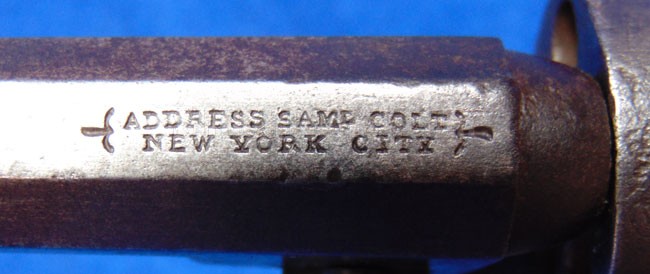 ADDRESS SAML COLT
NEW YORK CITY